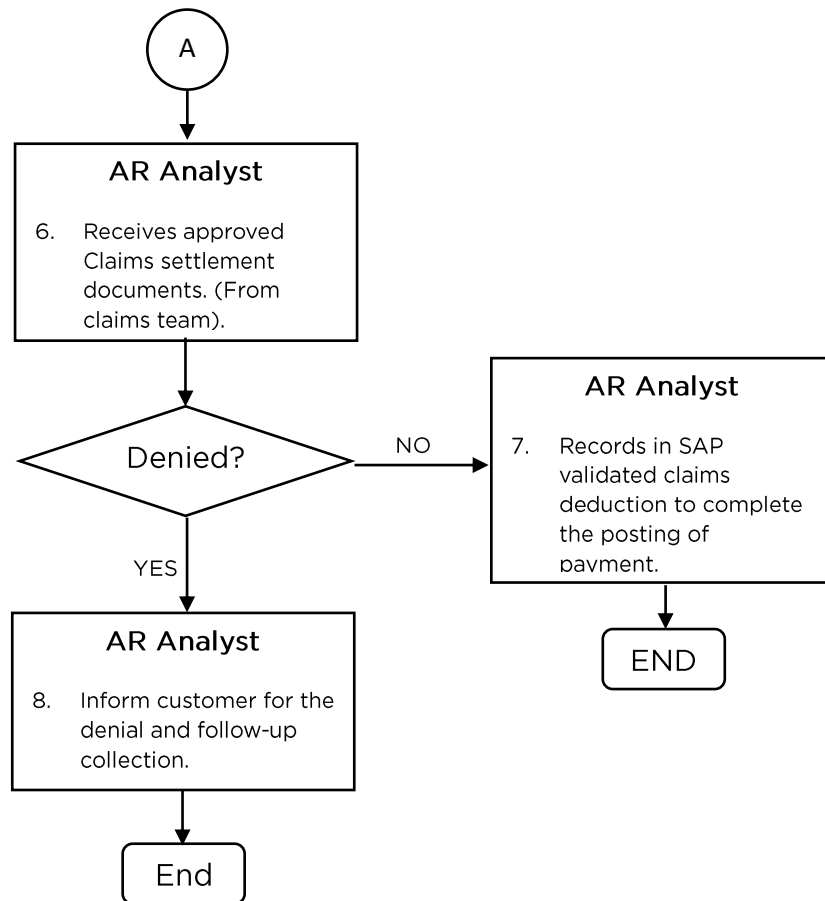 A
AR Analyst
6. Receives approved
Claims settlement
documents. (From
claims team).
Denied?
NO
AR Analyst
7. Records in SAP
validated claims
deduction to complete
the posting of
payment.
END
YES
AR Analyst
8. Inform customer for the
denial and follow-up
collection.
End